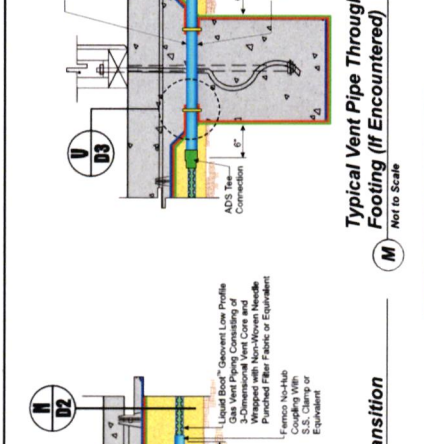 V
D3
6"
ADS Tee
Connection
Typical Vent Pipe Through
Footing (If Encountered)
M
Not to Scale
N
D2
Liquid Boot™ Geovent Low Profile
Gas Vent Piping Consisting of
3-Dimensional Vent Core and
Wrapped with Non-Woven Needle
Punched Filter Fabric or Equivalent
Fernco No-Hub
Coupling With
S.S. Clamp or
Equivalent
nsition